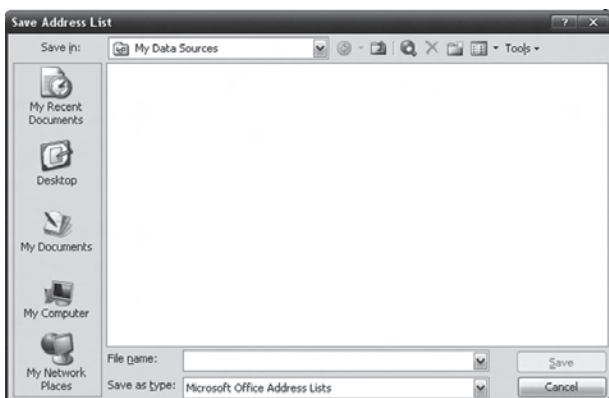 Save Address List
Save in:
My Data Sources
Tools
My Recent
Documents
Desktop
My Documents
My Computer
My Network
Places
File name:
Save
Save as type:
Microsoft Office Address Lists
Cancel